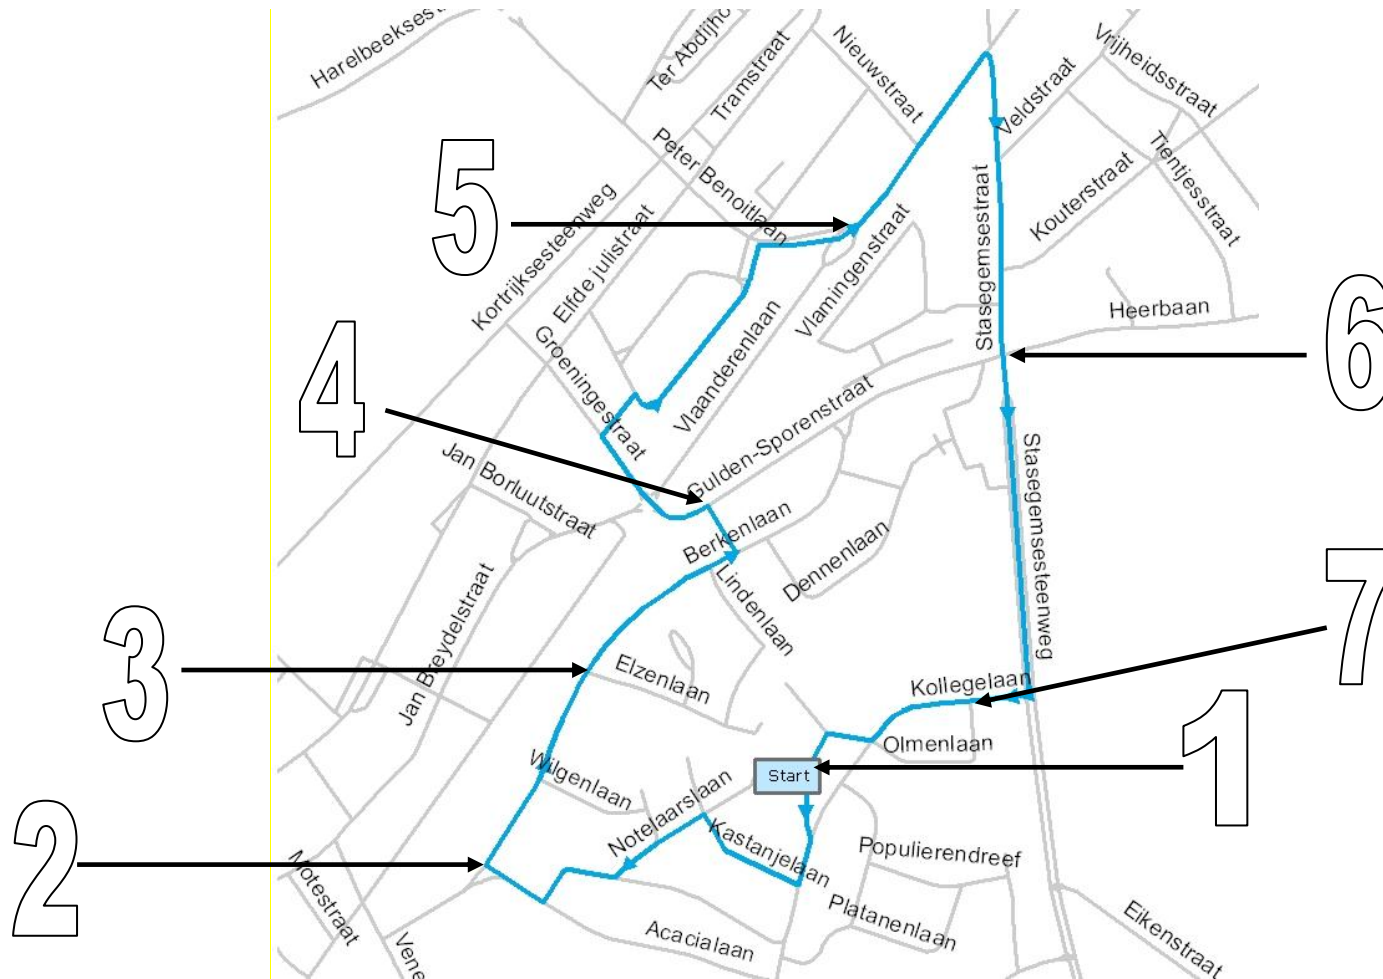 Harelbeeksest
Ter Abdijho
Tramstraat
Nieuwstraat
Vrijheidsstraat
Veldstraat
Peter Benoitlaan
Tientjesstraat
5
Kouterstraat
Stasegemsestraat
Kortrijksesteenweg
Elfde julistraat
Vlamingenstraat
Heerbaan
6
4
Groeningestraat
Vlaanderenlaan
Gulden-Sporenstraat
Jan Borluutstraat
Stasegemsesteenweg
Berkenlaan
Dennenlaan
Lindenlaan
7
Jan Breydelstraat
3
Elzenlaan
Kollegelaan
1
Olmenlaan
Start
Wilgenlaan
Notelaarslaan
Kastanjelaan
2
Populierendreef
Motestraat
Platanenlaan
Acacialaan
Eikenstraat
Vene